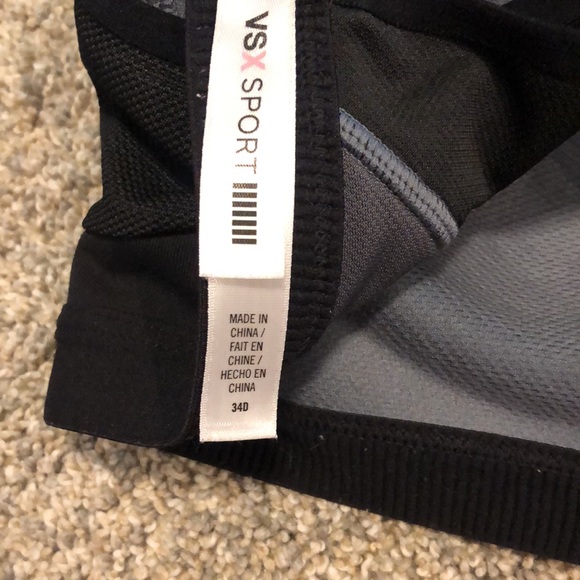 VSX SPORT
MADE IN
CHINA /
FAIT EN
CHINE /
HECHO EN
CHINA
34D